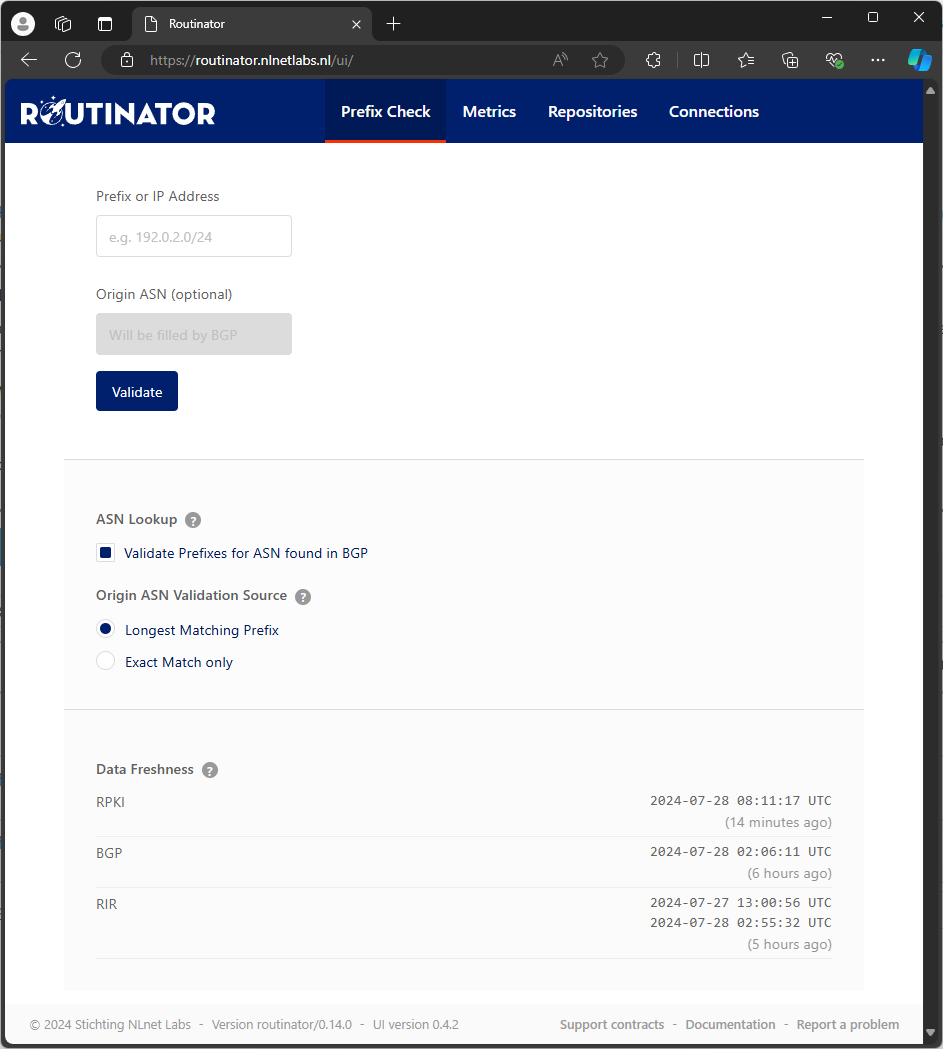 Routinator
https://routinator.nlnetlabs.nl/ui/
ROUTINATOR Prefix Check Metrics Repositories Connections
Prefix or IP Address
e.g. 192.0.2.0/24
Origin ASN (optional)
Will be filled by BGP
Validate
ASN Lookup ?
Validate Prefixes for ASN found in BGP
Origin ASN Validation Source ?
Longest Matching Prefix
Exact Match only
Data Freshness ?
RPKI 2024-07-28 08:11:17 UTC
(14 minutes ago)
BGP 2024-07-28 02:06:11 UTC
(6 hours ago)
RIR 2024-07-27 13:00:56 UTC
2024-07-28 02:55:32 UTC
(5 hours ago)
© 2024 Stichting NLnet Labs - Version routinator/0.14.0 - UI version 0.4.2 Support contracts - Documentation - Report a problem